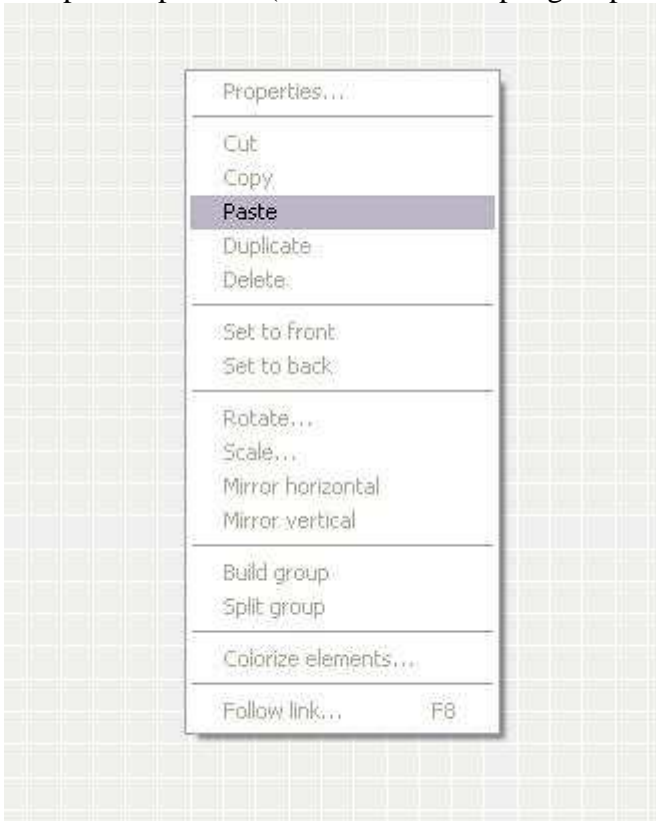 Properties...
Cut
Copy
Paste
Duplicate
Delete
Set to front
Set to back
Rotate...
Scale...
Mirror horizontal
Mirror vertical
Build group
Split group
Colorize elements...
Follow link... F8